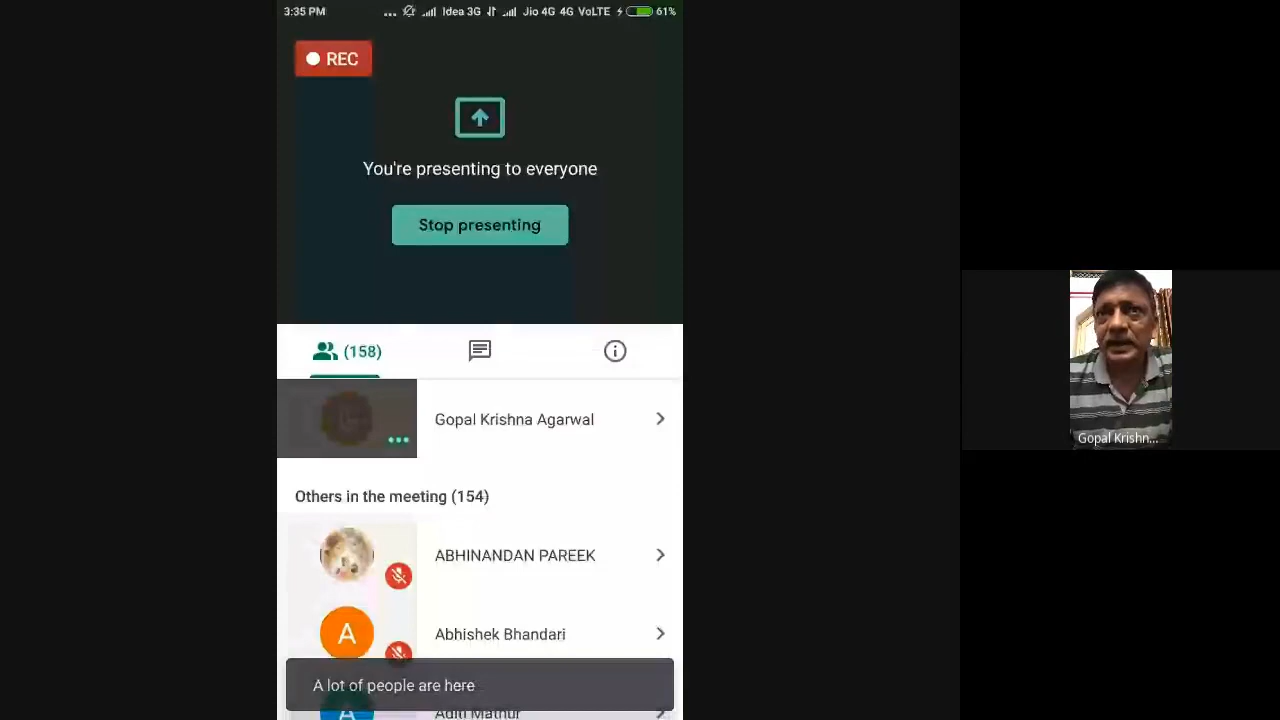 3:35 PM
... Idea 3G Jio 4G 4G VoLTE 61%
REC
You're presenting to everyone
Stop presenting
(158)
Gopal Krishna Agarwal
Others in the meeting (154)
ABHINANDAN PAREEK
A
Abhishek Bhandari
A lot of people are here
A
Aditi Mathur
Gopal Krishn...